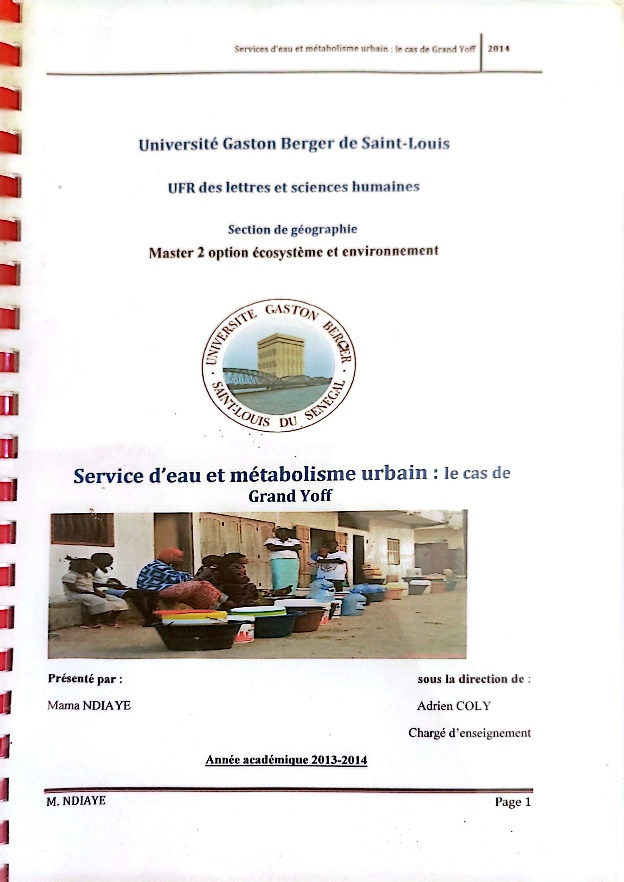 Services d'eau et métabolisme urbain : le cas de Grand Yoff 2014
Université Gaston Berger de Saint-Louis
UFR des lettres et sciences humaines
Section de géographie
Master 2 option écosystème et environnement
UNIVERSITE GASTON BERGER
SAINT-LOUIS DU SENEGAL
Service d'eau et métabolisme urbain : le cas de
Grand Yoff
Présenté par : sous la direction de :
Mama NDIAYE Adrien COLY
Chargé d'enseignement
Année académique 2013-2014
M. NDIAYE Page 1